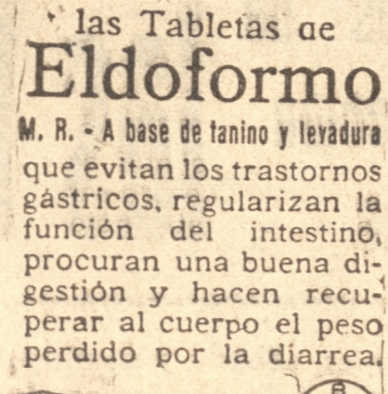 las Tabletas de
Eldoformo
M. R. - A base de tanino y levadura
que evitan los trastornos
gástricos, regularizan la
función del intestino,
procuran una buena di-
gestión y hacen recu-
perar al cuerpo el peso
perdido por la diarrea.